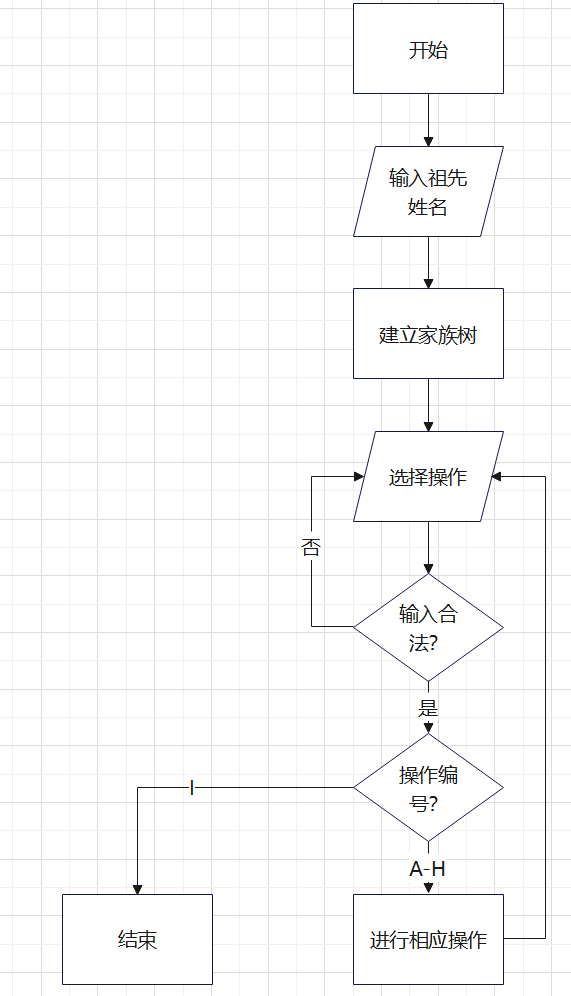 开始
输入祖先
姓名
建立家族树
选择操作
否
输入合
法?
是
操作编
号?
I
A-H
结束
进行相应操作